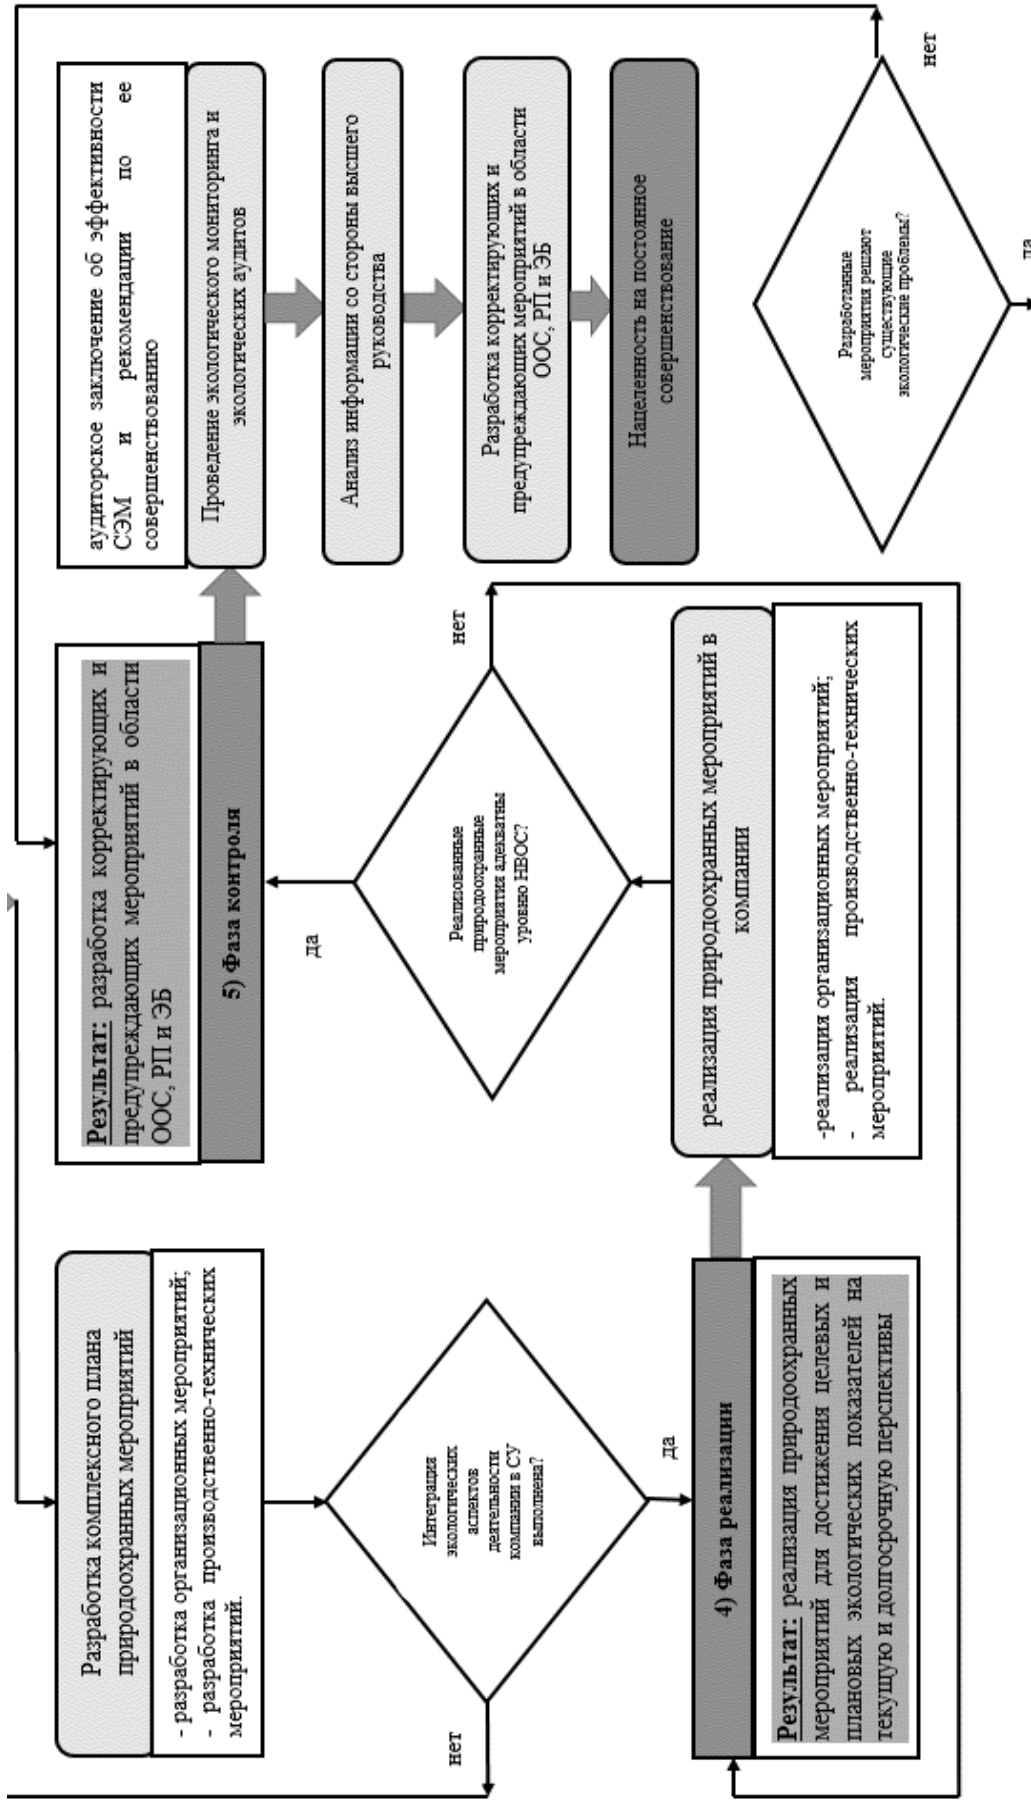 Разработка комплексного плана
природоохранных мероприятий
- разработка организационных мероприятий;
- разработка производственно-технических
мероприятий.
Интеграция
экологических
аспектов
деятельности
компании в СУ
выполнена?
нет
да
4) Фаза реализации
Результат: реализация природоохранных
мероприятий для достижения целевых и
плановых экологических показателей на
текущую и долгосрочную перспективы
реализация природоохранных мероприятий в
компании
-реализация организационных мероприятий;
- реализация производственно-технических
мероприятий.
Реализованные
природоохранные
мероприятия адекватны
уровню НВОС?
нет
да
Результат: разработка корректирующих и
предупреждающих мероприятий в области
ООС, РП и ЭБ
5) Фаза контроля
аудиторское заключение об эффективности
СЭМ и рекомендации по ее
совершенствованию
Проведение экологического мониторинга и
экологических аудитов
Анализ информации со стороны высшего
руководства
Разработка корректирующих и
предупреждающих мероприятий в области
ООС, РП и ЭБ
Нацеленность на постоянное
совершенствование
Разработанные
мероприятия решают
существующие
экологические проблемы?
нет
да